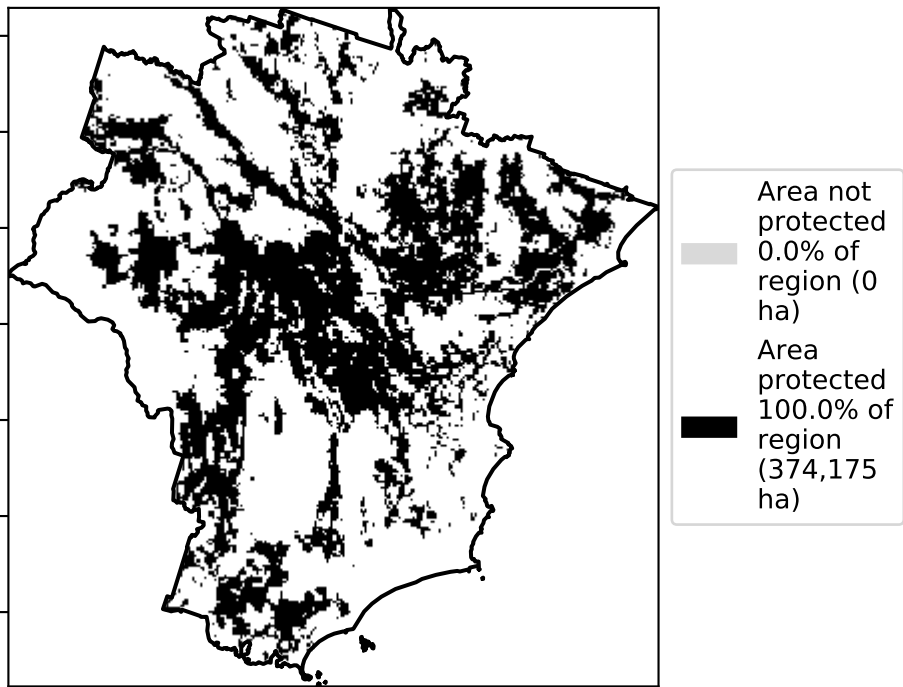 Area not
protected
0.0% of
region (0
ha)
Area
protected
100.0% of
region
(374,175
ha)